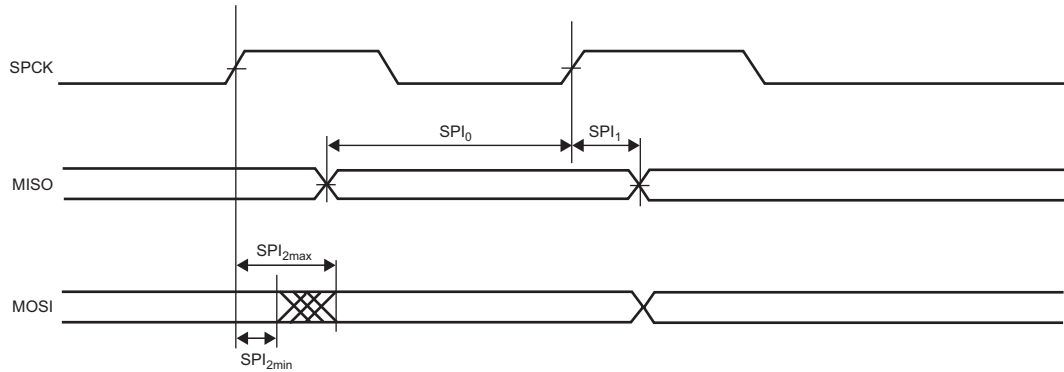 SPCK
SPI₀
SPI₁
MISO
SPI₂ₘₐₓ
MOSI
SPI₂ₘᵢₙ